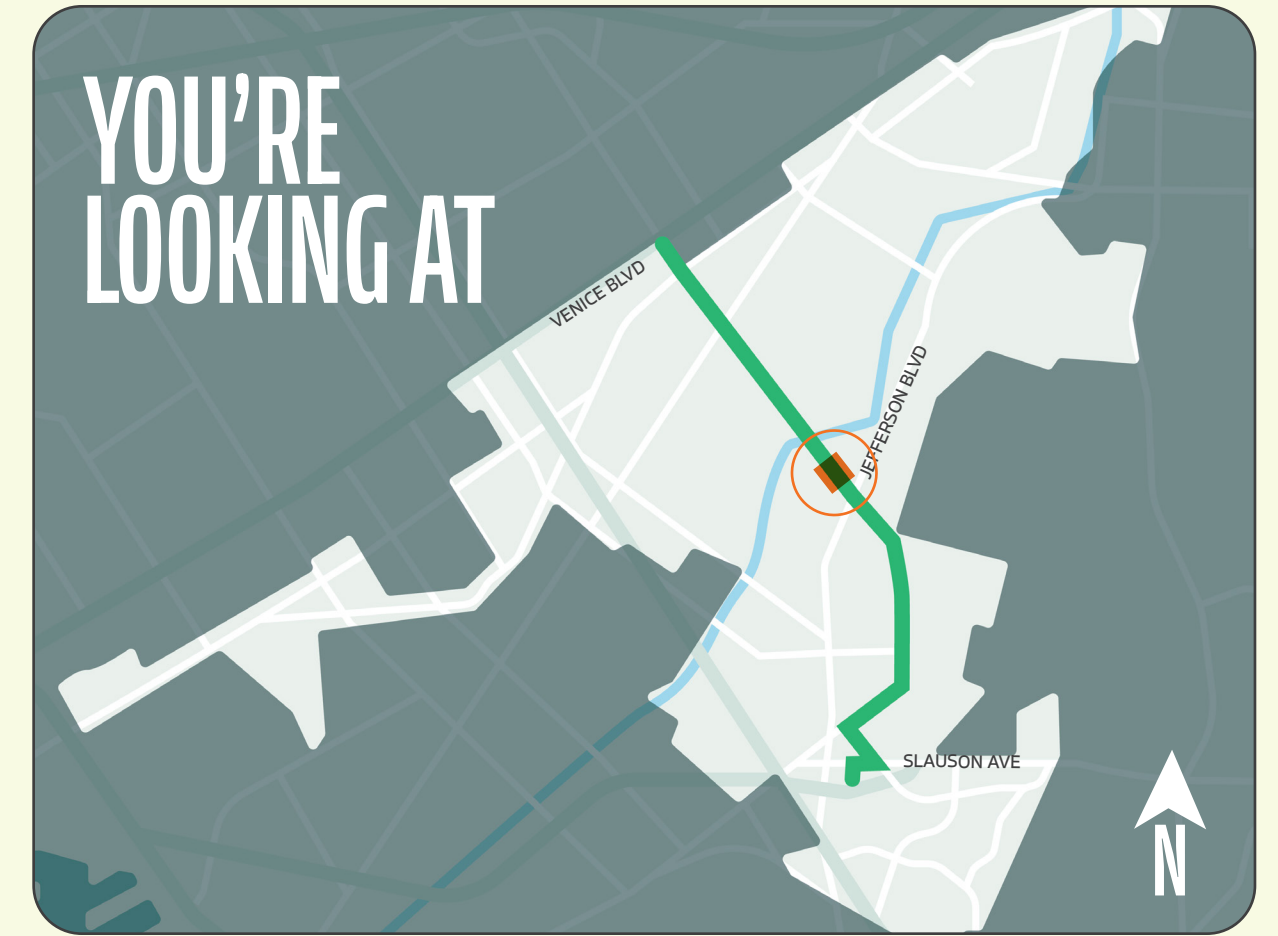 YOU'RE
LOOKING AT
VENICE BLVD
JEFFERSON BLVD
SLAUSON AVE
N